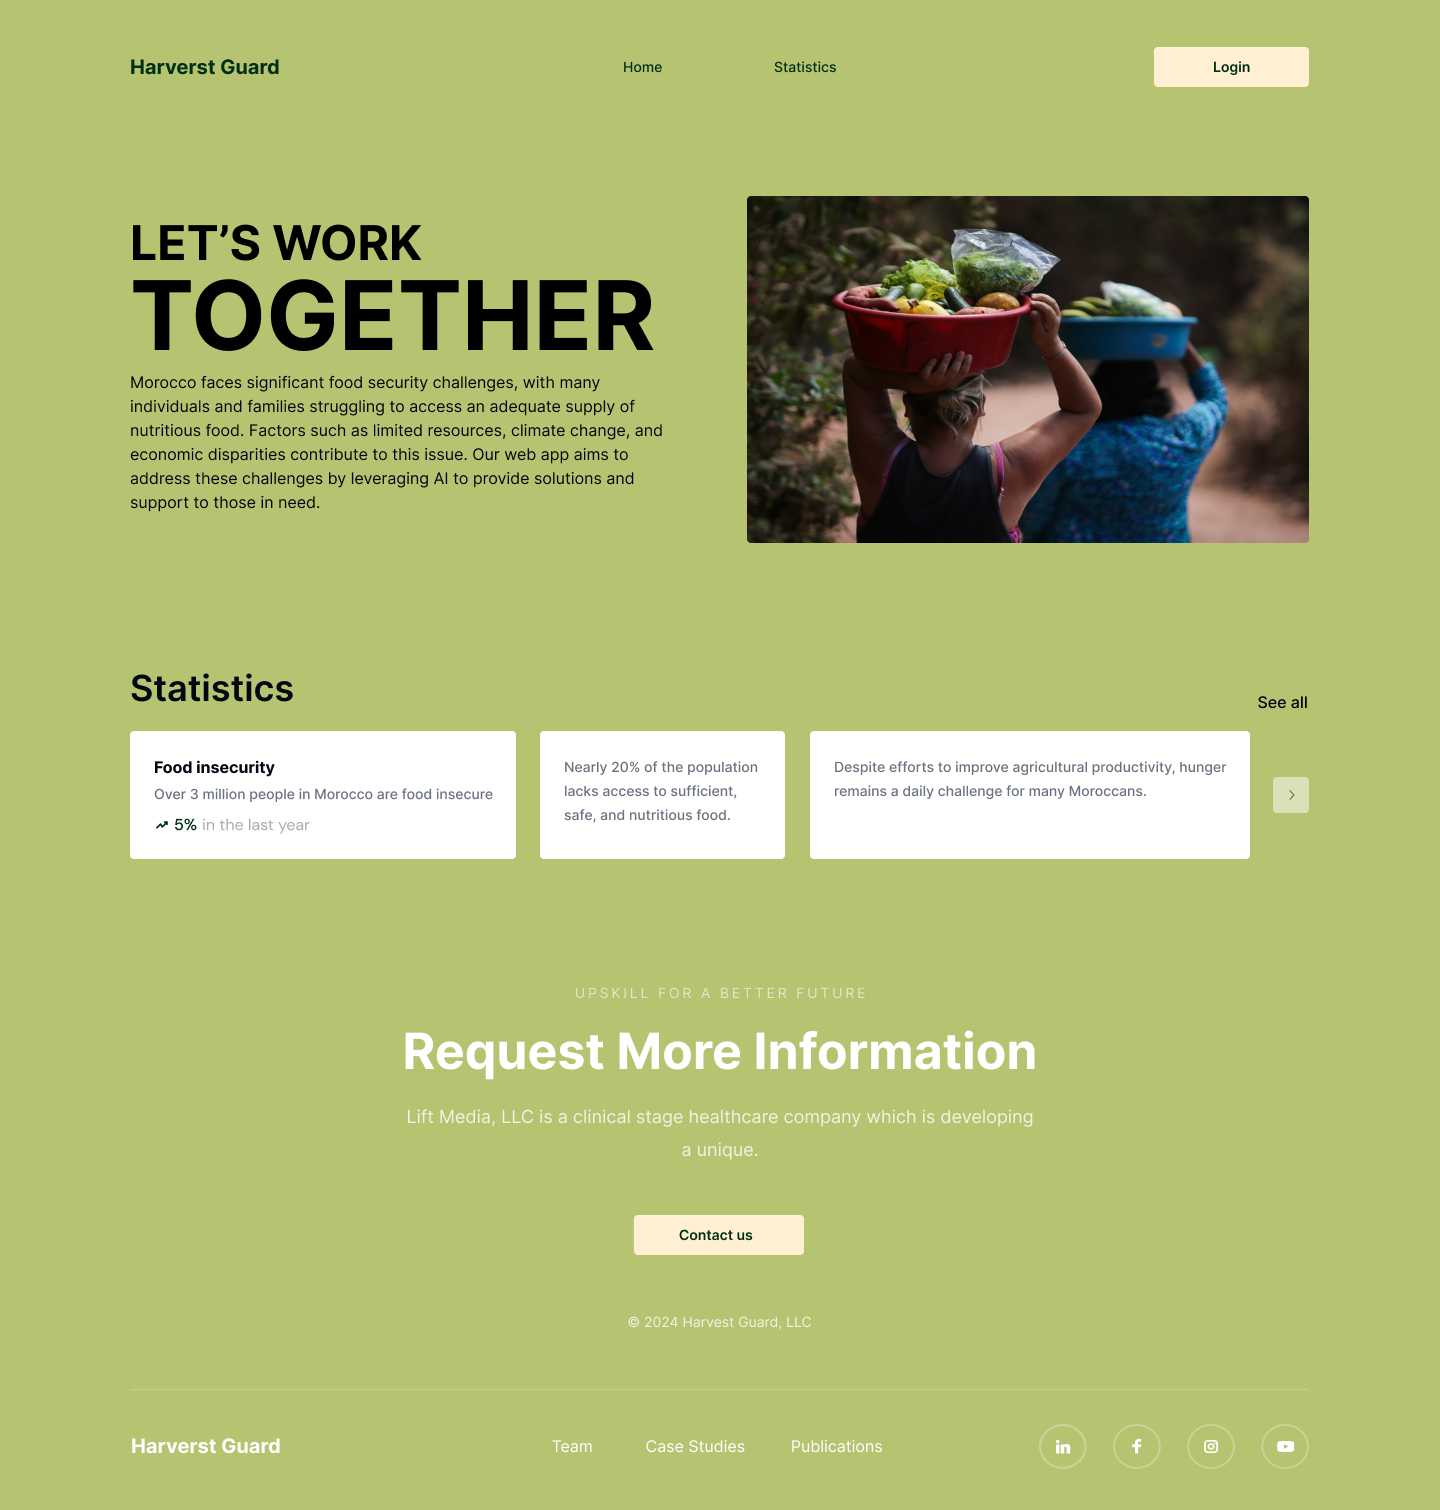 Harverst Guard
Home
Statistics
Login
LET’S WORK
TOGETHER
Morocco faces significant food security challenges, with many
individuals and families struggling to access an adequate supply of
nutritious food. Factors such as limited resources, climate change, and
economic disparities contribute to this issue. Our web app aims to
address these challenges by leveraging AI to provide solutions and
support to those in need.
Statistics
See all
Food insecurity
Over 3 million people in Morocco are food insecure
5% in the last year
Nearly 20% of the population
lacks access to sufficient,
safe, and nutritious food.
Despite efforts to improve agricultural productivity, hunger
remains a daily challenge for many Moroccans.
UPSKILL FOR A BETTER FUTURE
Request More Information
Lift Media, LLC is a clinical stage healthcare company which is developing
a unique.
Contact us
© 2024 Harvest Guard, LLC
Harverst Guard
Team
Case Studies
Publications